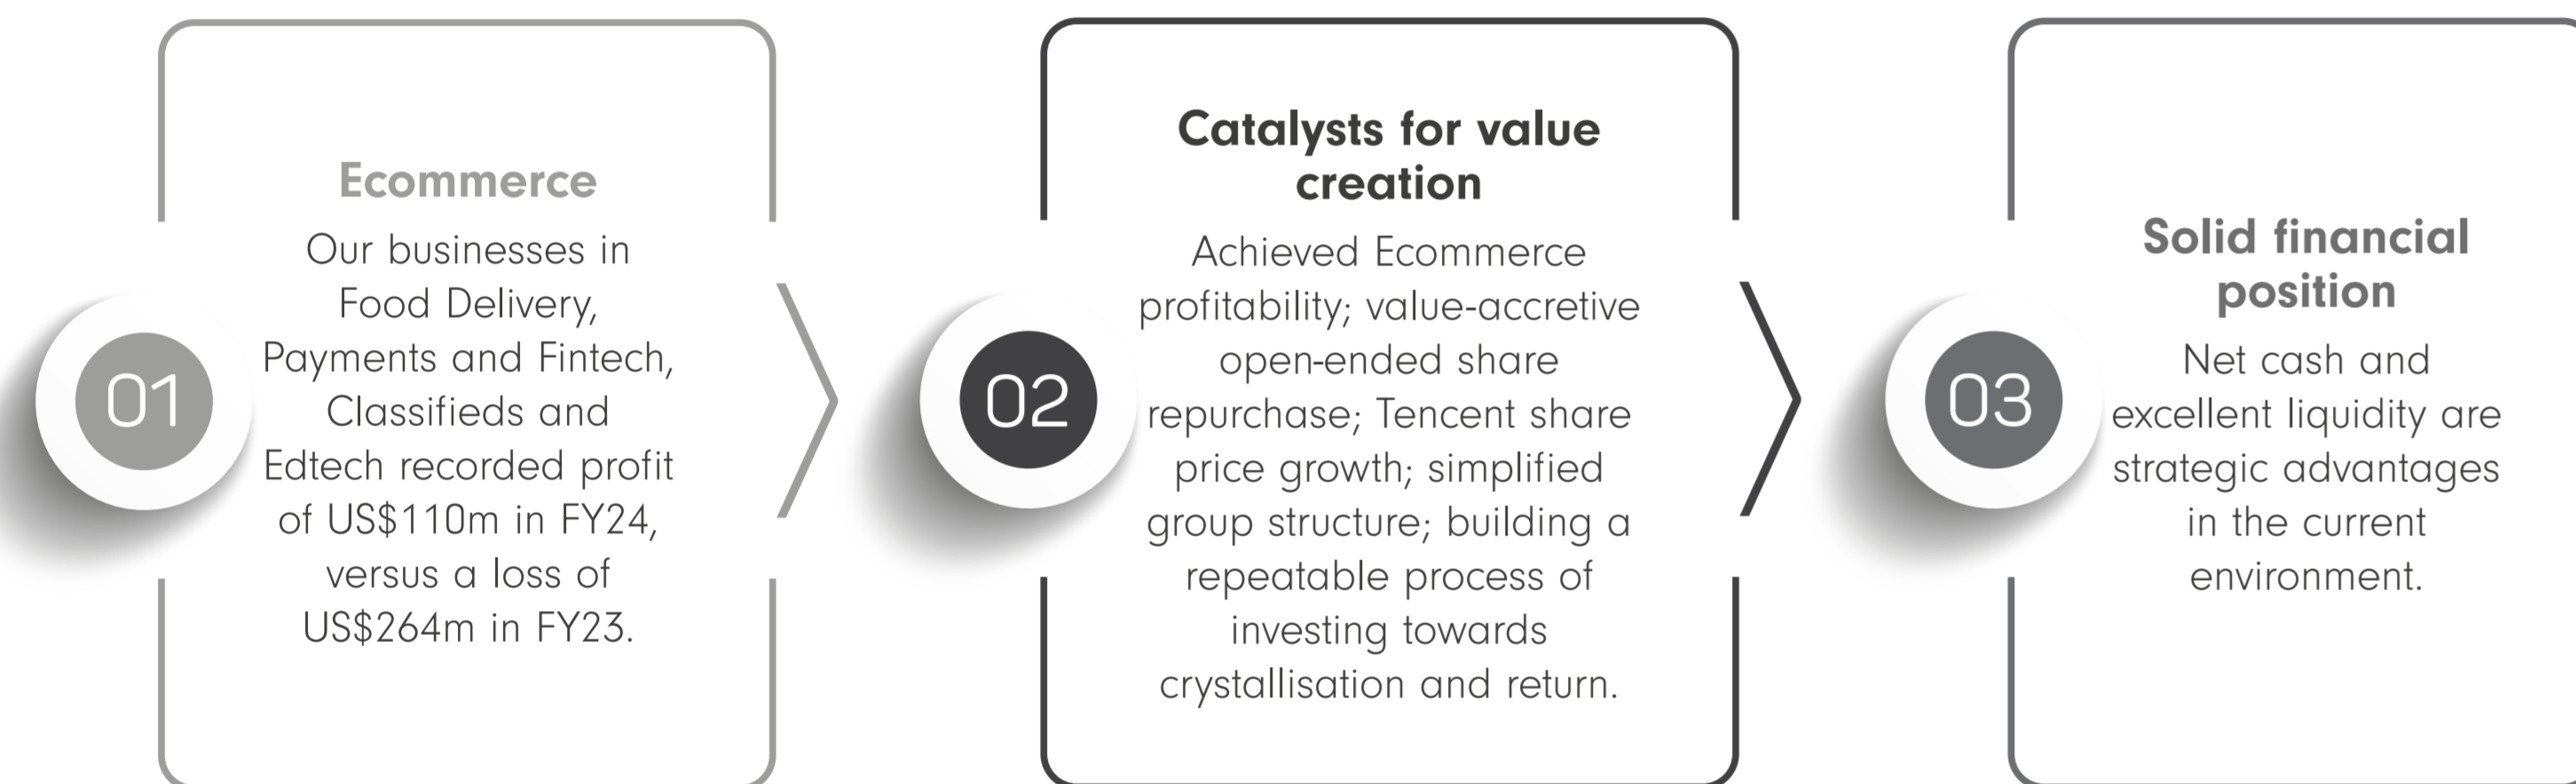 01
Ecommerce
Our businesses in
Food Delivery,
Payments and Fintech,
Classifieds and
Edtech recorded profit
of US$110m in FY24,
versus a loss of
US$264m in FY23.
02
Catalysts for value
creation
Achieved Ecommerce
profitability; value-accretive
open-ended share
repurchase; Tencent share
price growth; simplified
group structure; building a
repeatable process of
investing towards
crystallisation and return.
03
Solid financial
position
Net cash and
excellent liquidity are
strategic advantages
in the current
environment.